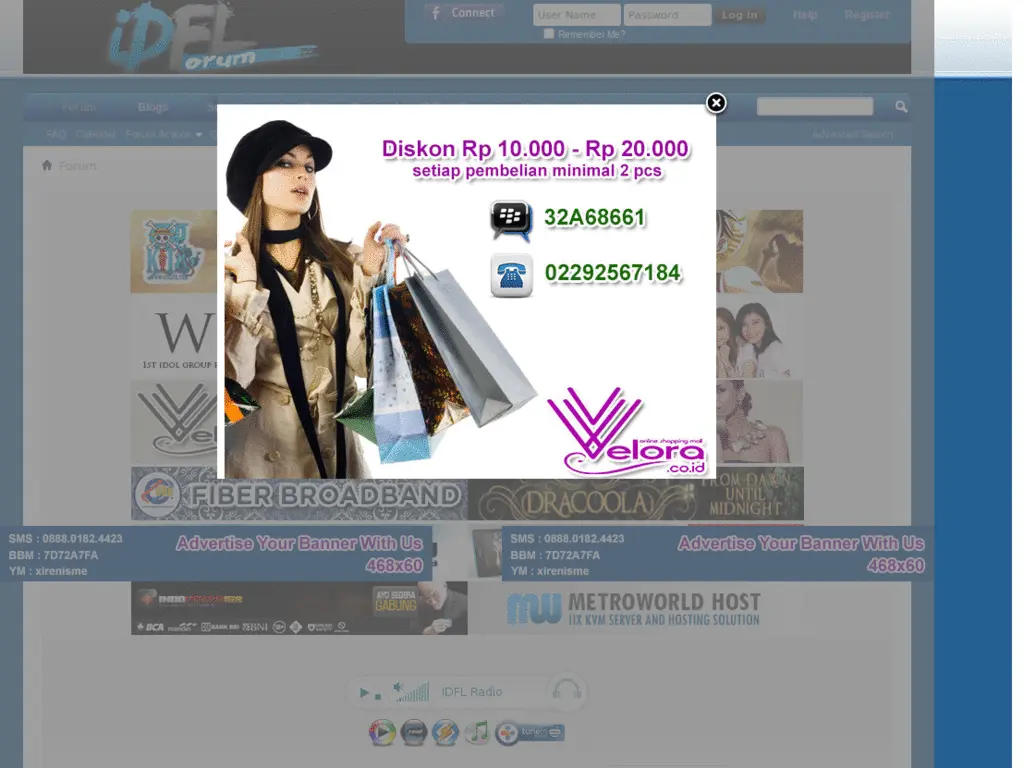 iDFL
orum
Connect
User Name
Password
Log in
Help
Register
Remember Me?
Forum
Blogs
FAQ
Calendar
Forum Actions
Advanced Search
Forum
Diskon Rp 10.000 - Rp 20.000
setiap pembelian minimal 2 pcs
32A68661
02292567184
Velora
online shopping mall
.co.id
1ST IDOL GROUP
FIBER BROADBAND
DRACOOLA
FROM DAWN
UNTIL
MIDNIGHT
SMS : 0888.0182.4423
BBM : 7D72A7FA
YM : xirenisme
Advertise Your Banner With Us
468x60
SMS : 0888.0182.4423
BBM : 7D72A7FA
YM : xirenisme
Advertise Your Banner With Us
468x60
AYO SEGERA
GABUNG
BCA
BNI
MW METROWORLD HOST
IIX KVM SERVER AND HOSTING SOLUTION
IDFL Radio
tunein